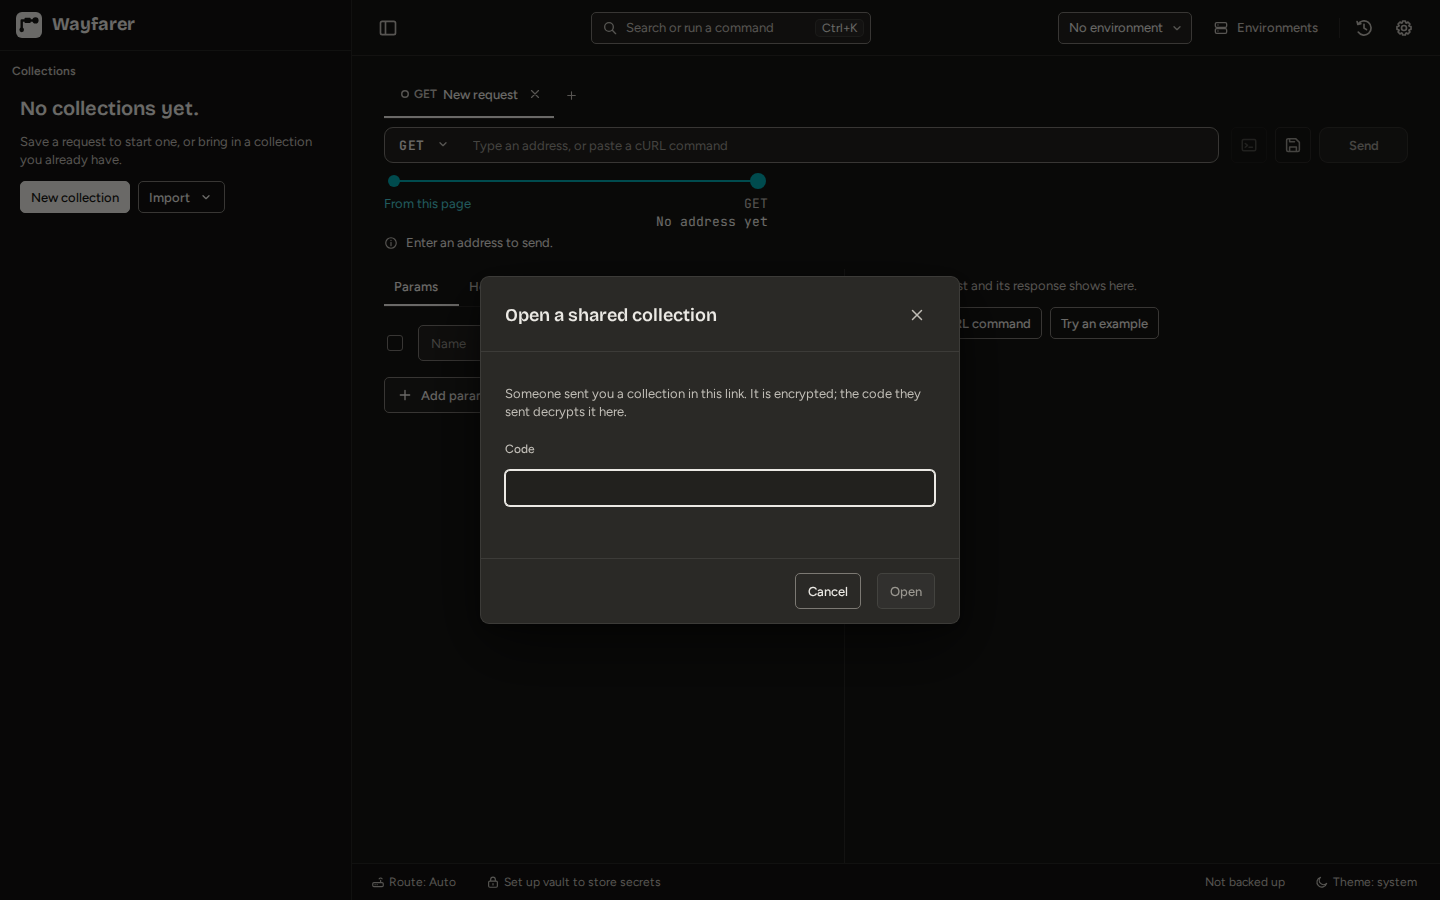 Wayfarer
Search or run a command
Ctrl+K
No environment
Environments
Collections
No collections yet.
Save a request to start one, or bring in a collection
you already have.
New collection
Import
GET New request
GET
Type an address, or paste a cURL command
Send
From this page
GET
No address yet
Enter an address to send.
Params
and its response shows here.
command
Try an example
Name
Add
Open a shared collection
Someone sent you a collection in this link. It is encrypted; the code they
sent decrypts it here.
Code
Cancel
Open
Route: Auto
Set up vault to store secrets
Not backed up
Theme: system